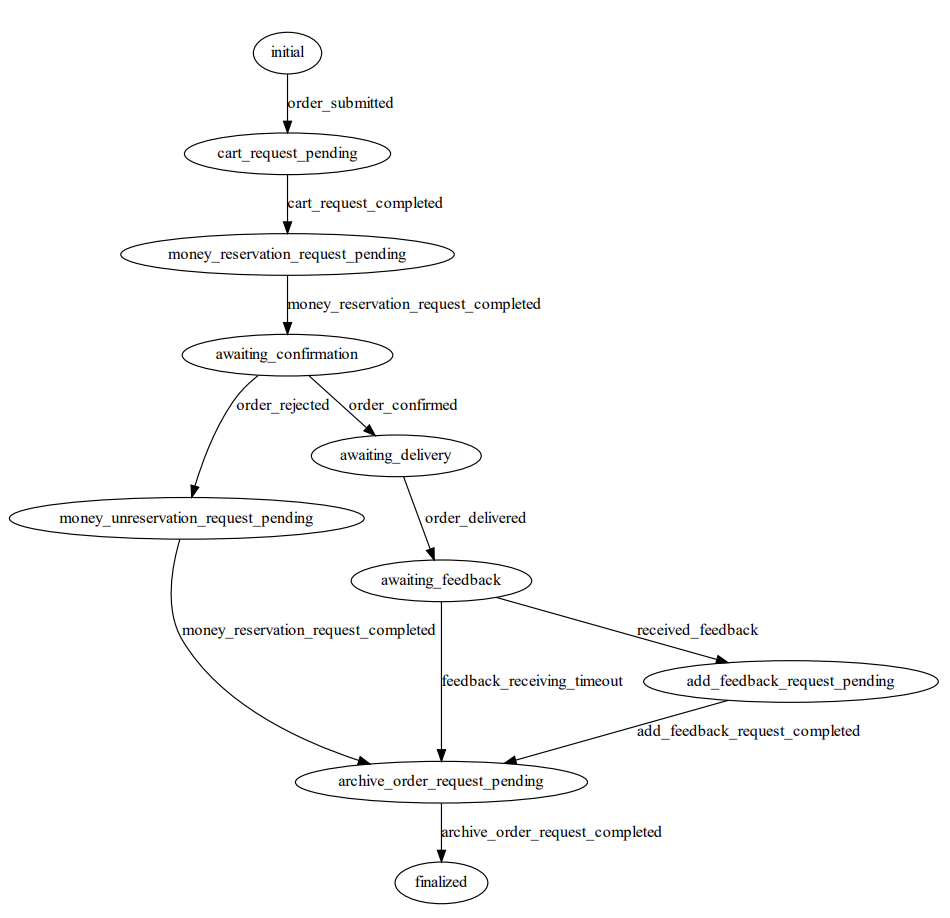 initial
order_submitted
cart_request_pending
cart_request_completed
money_reservation_request_pending
money_reservation_request_completed
awaiting_confirmation
order_rejected
order_confirmed
awaiting_delivery
money_unreservation_request_pending
order_delivered
awaiting_feedback
money_reservation_request_completed
received_feedback
feedback_receiving_timeout
add_feedback_request_pending
add_feedback_request_completed
archive_order_request_pending
archive_order_request_completed
finalized